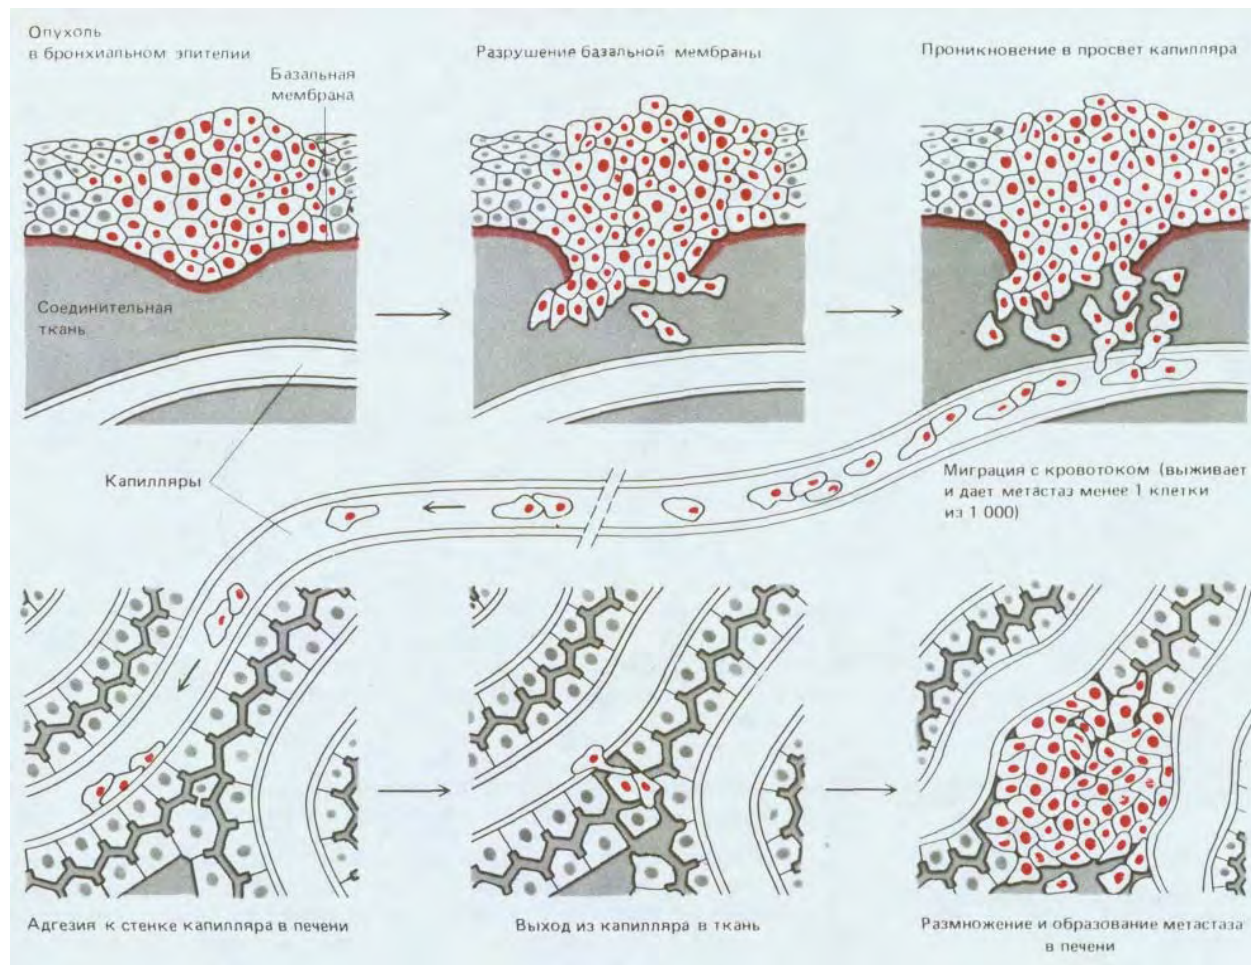 Опухоль
в бронхиальном эпителии
Базальная
мембрана
Разрушение базальной мембраны
Проникновение в просвет капилляра
Соединительная
ткань
Капилляры
Миграция с кровотоком (выживает
и дает метастаз менее 1 клетки
из 1 000)
Адгезия к стенке капилляра в печени
Выход из капилляра в ткань
Размножение и образование метастаза
в печени